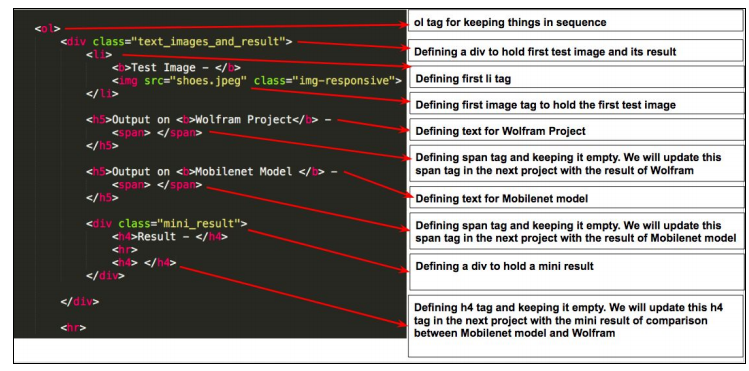 <ol>
<div class="text_images_and_result">
<li>
<b>Test Image - </b>
<img src="shoes.jpeg" class="img-responsive">
</li>
<h5>Output on <b>Wolfram Project</b> -
<span> </span>
</h5>
<h5>Output on <b>Mobilenet Model </b> -
<span> </span>
</h5>
<div class="mini_result">
<h4>Result - </h4>
<hr>
<h4> </h4>
</div>
</div>
<hr>
ol tag for keeping things in sequence
Defining a div to hold first test image and its result
Defining first li tag
Defining first image tag to hold the first test image
Defining text for Wolfram Project
Defining span tag and keeping it empty. We will update this
span tag in the next project with the result of Wolfram
Defining text for Mobilenet model
Defining span tag and keeping it empty. We will update this
span tag in the next project with the result of Mobilenet model
Defining a div to hold a mini result
Defining h4 tag and keeping it empty. We will update this h4
tag in the next project with the mini result of comparison
between Mobilenet model and Wolfram